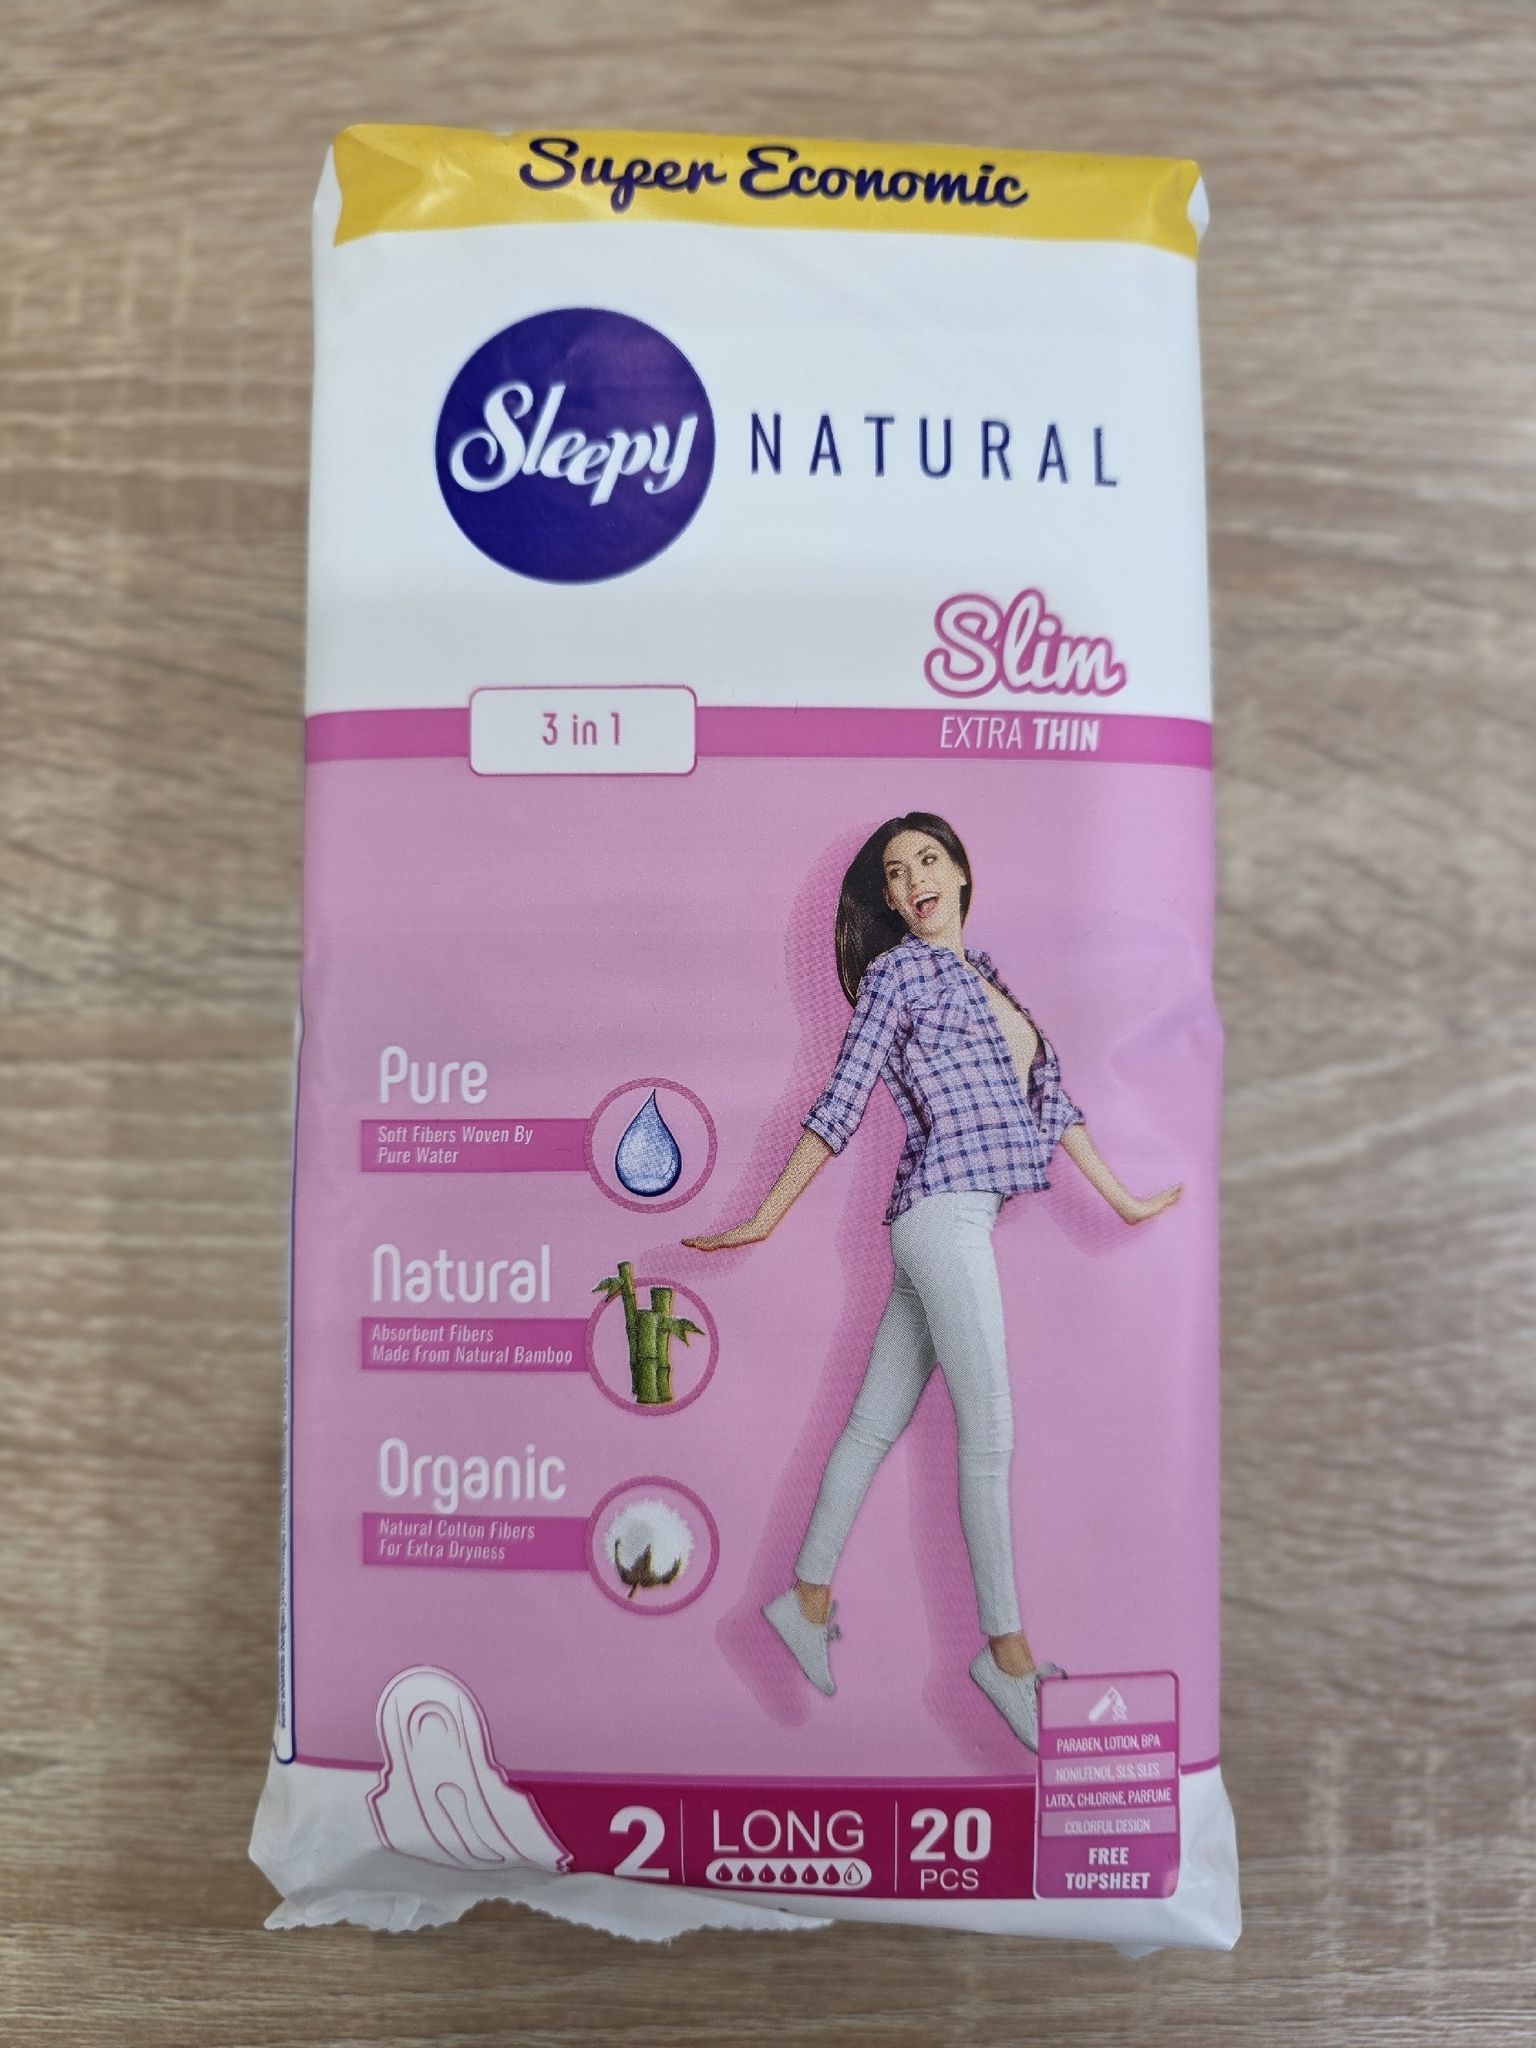 Super Economic
Sleepy NATURAL
Slim
3 in 1
EXTRA THIN
Pure
Soft Fibers Woven By
Pure Water
Natural
Absorbent Fibers
Made From Natural Bamboo
Organic
Natural Cotton Fibers
For Extra Dryness
2 LONG 20
PCS
PARABEN, LOTION, BPA
NONILFENOL, SLS, SLES
LATEX, CHLORINE, PARFUME
COLORFUL DESIGN
FREE
TOPSHEET